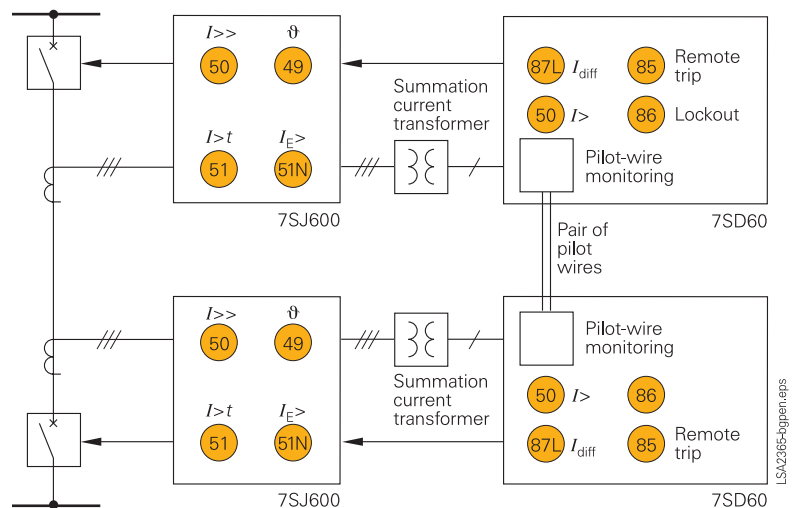 I>> ϑ
50 49
I>t I_E>
51 51N
7SJ600
Summation
current
transformer
87L I_diff 85 Remote
trip
50 I> 86 Lockout
Pilot-wire
monitoring
7SD60
Pair of
pilot
wires
I>> ϑ
50 49
I>t I_E>
51 51N
7SJ600
Summation
current
transformer
Pilot-wire
monitoring
50 I> 86
87L I_diff 85 Remote
trip
7SD60
LSA2365-bgpen.eps